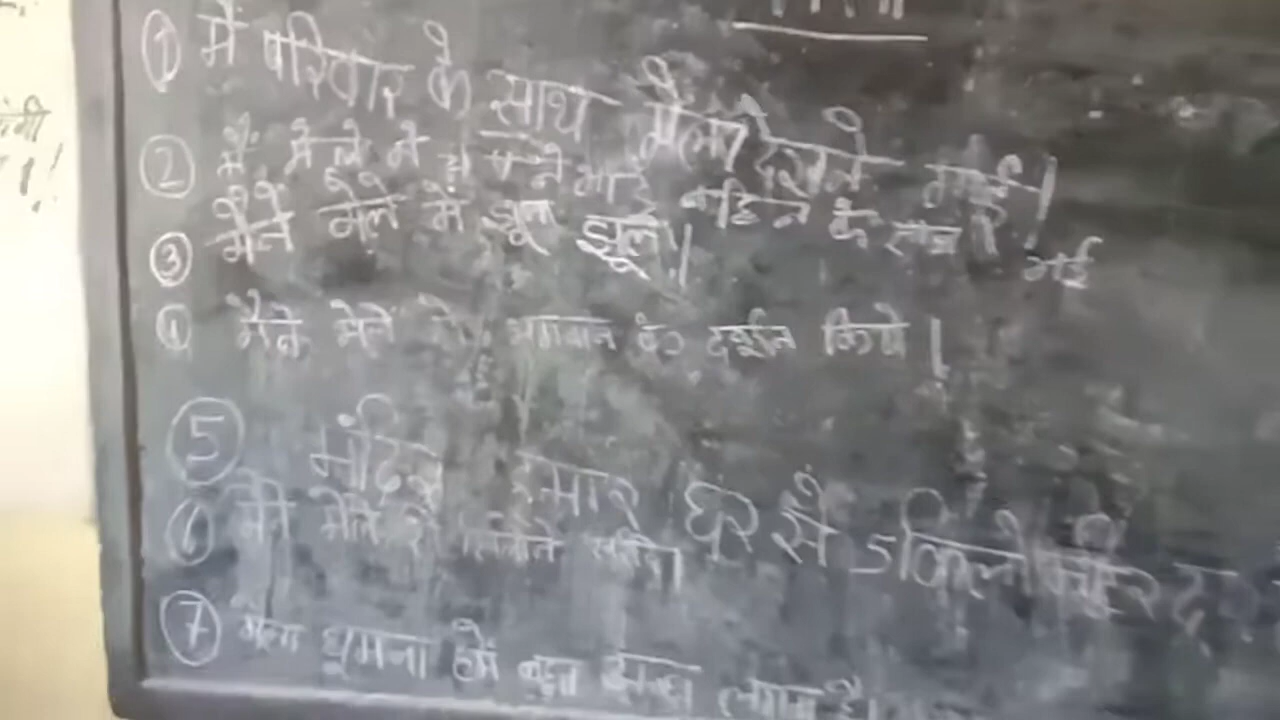 ① में परिवार के साथ मेला देखने गई।
② में मेले मे अपने भाई बहिन के साथ गई
③ मैने मेले में झूल झूला।
④ मैने मेले मे भगवान के दर्शन किये।
⑤ मंदिर हमार घर से 5 किलो मीटर
⑥ मैने मेले से खिलोने खरीदे।
⑦ मेला घूमना हमें बहुत अच्छा लगता है।